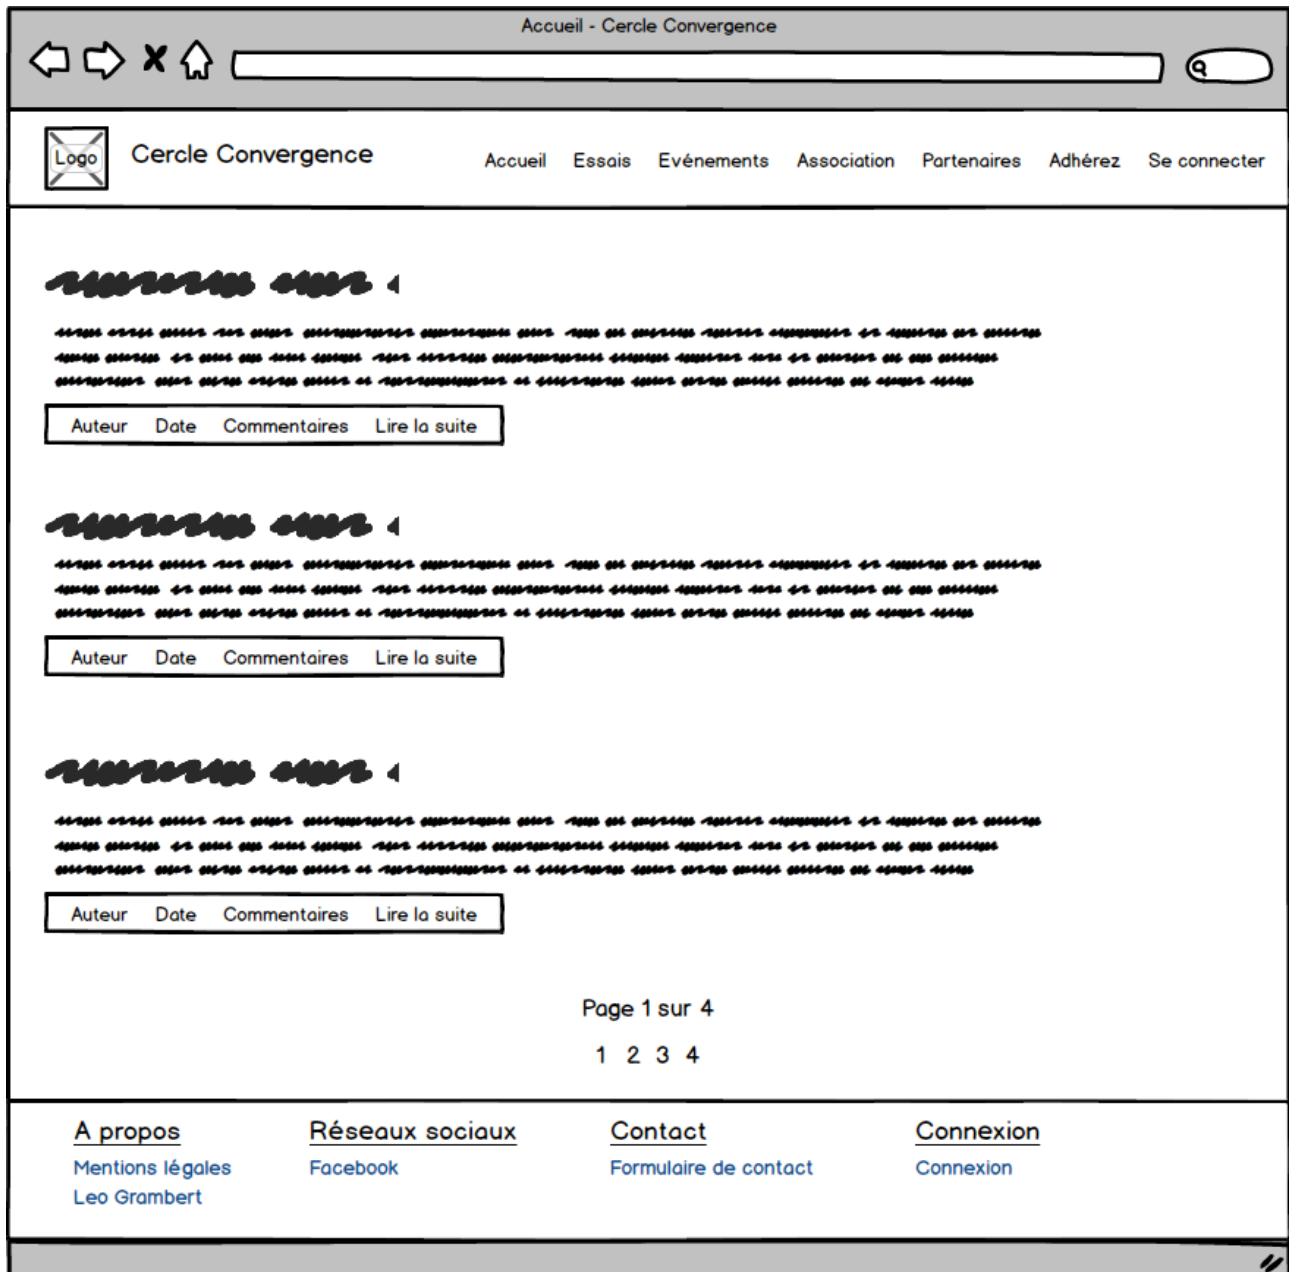 Accueil - Cercle Convergence
Logo
Cercle Convergence
Accueil Essais Evénements Association Partenaires Adhérez Se connecter
Auteur Date Commentaires Lire la suite
Auteur Date Commentaires Lire la suite
Auteur Date Commentaires Lire la suite
Page 1 sur 4
1 2 3 4
A propos Réseaux sociaux Contact Connexion
Mentions légales Facebook Formulaire de contact Connexion
Leo Grambert